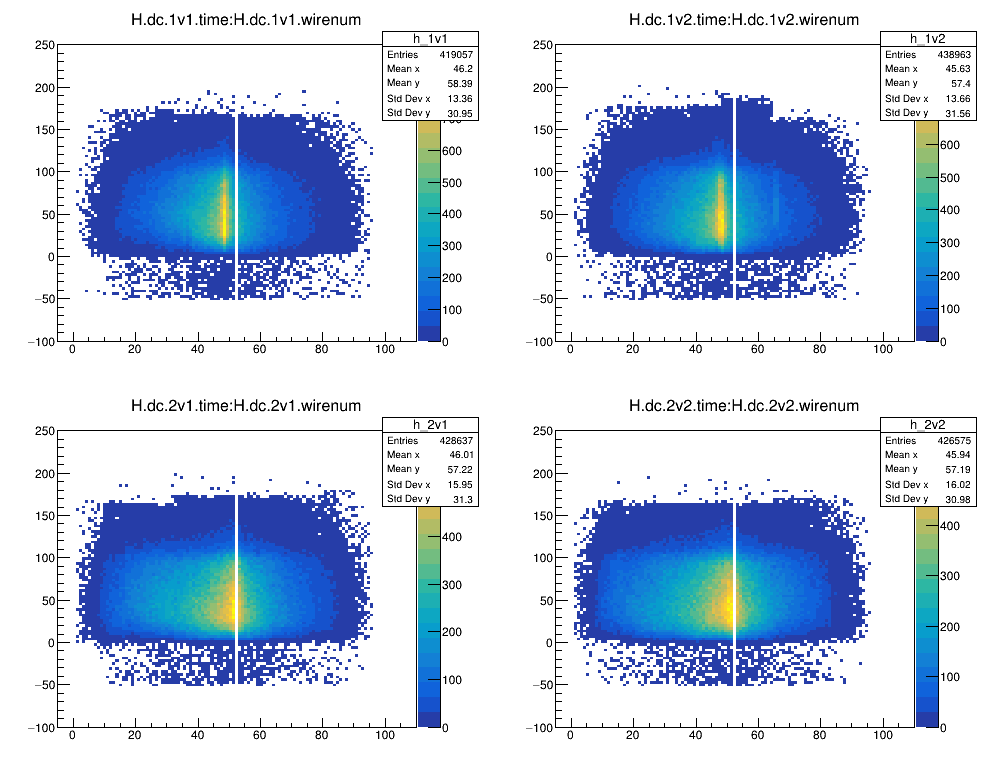 H.dc.1v1.time:H.dc.1v1.wirenum
h_1v1
Entries 419057
Mean x 46.2
Mean y 58.39
Std Dev x 13.36
Std Dev y 30.95
250
200
150
100
50
0
−50
−100
0 20 40 60 80 100
600
500
400
300
200
100
0
H.dc.1v2.time:H.dc.1v2.wirenum
h_1v2
Entries 438963
Mean x 45.63
Mean y 57.4
Std Dev x 13.66
Std Dev y 31.56
250
200
150
100
50
0
−50
−100
0 20 40 60 80 100
600
500
400
300
200
100
0
H.dc.2v1.time:H.dc.2v1.wirenum
h_2v1
Entries 428637
Mean x 46.01
Mean y 57.22
Std Dev x 15.95
Std Dev y 31.3
250
200
150
100
50
0
−50
−100
0 20 40 60 80 100
400
300
200
100
0
H.dc.2v2.time:H.dc.2v2.wirenum
h_2v2
Entries 426575
Mean x 45.94
Mean y 57.19
Std Dev x 16.02
Std Dev y 30.98
250
200
150
100
50
0
−50
−100
0 20 40 60 80 100
400
300
200
100
0